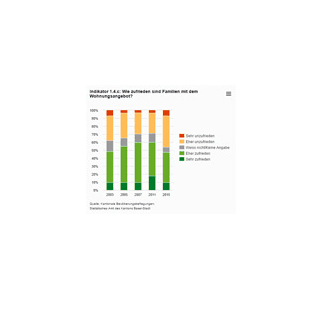 Indikator 1.4.c: Wie zufrieden sind Familien mit dem
Wohnungsangebot?
100%
90%
80%
70%
60%
50%
40%
30%
20%
10%
0%
2003 2005 2007 2011 2015
Sehr unzufrieden
Eher unzufrieden
Weiss nicht/Keine Angabe
Eher zufrieden
Sehr zufrieden
Quelle: Kantonale Bevölkerungsbefragungen
Statistisches Amt des Kantons Basel-Stadt